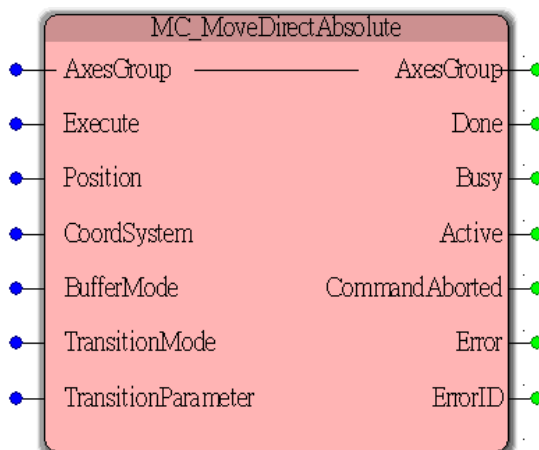 MC_MoveDirectAbsolute
AxesGroup AxesGroup
Execute Done
Position Busy
CoordSystem Active
BufferMode CommandAborted
TransitionMode Error
TransitionParameter ErrorID